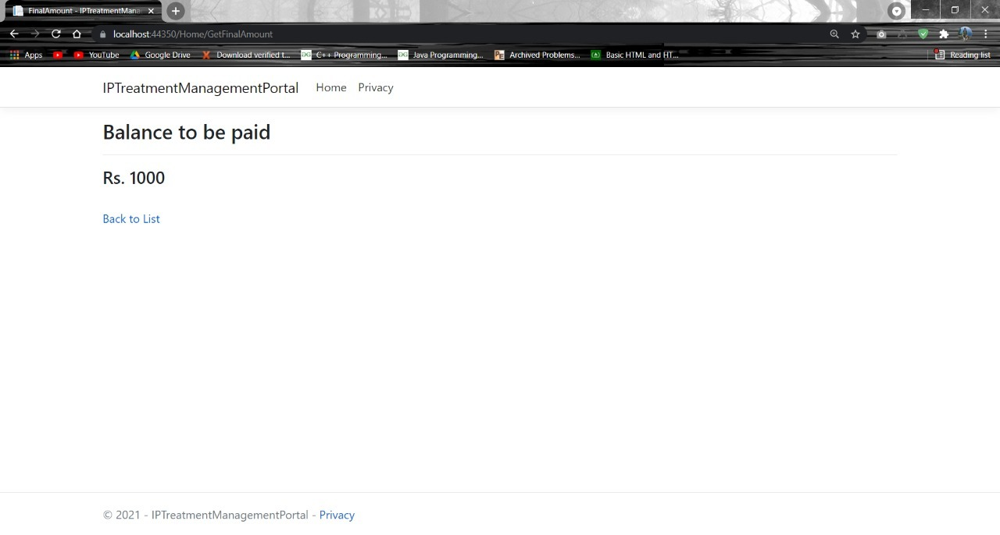 FinalAmount - IPTreatmentMana
localhost:44350/Home/GetFinalAmount
Apps YouTube Google Drive Download verified t... C++ Programming... Java Programming... Archived Problems... Basic HTML and HT... Reading list
IPTreatmentManagementPortal Home Privacy
Balance to be paid
Rs. 1000
Back to List
© 2021 - IPTreatmentManagementPortal - Privacy